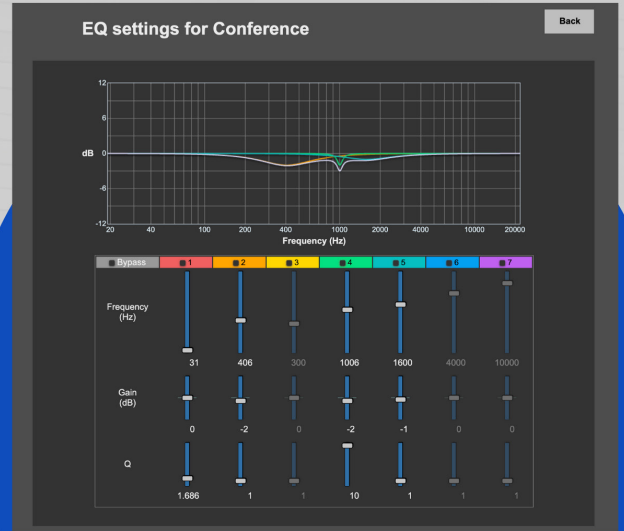 EQ settings for Conference
Back
12
6
dB 0
-6
-12
20 40 100 200 400 1000 2000 4000 10000 20000
Frequency (Hz)
Bypass 1 2 3 4 5 6 7
Frequency
(Hz)
31 406 300 1006 1600 4000 10000
Gain
(dB)
0 -2 0 -2 -1 0 0
Q
1.686 1 1 10 1 1 1